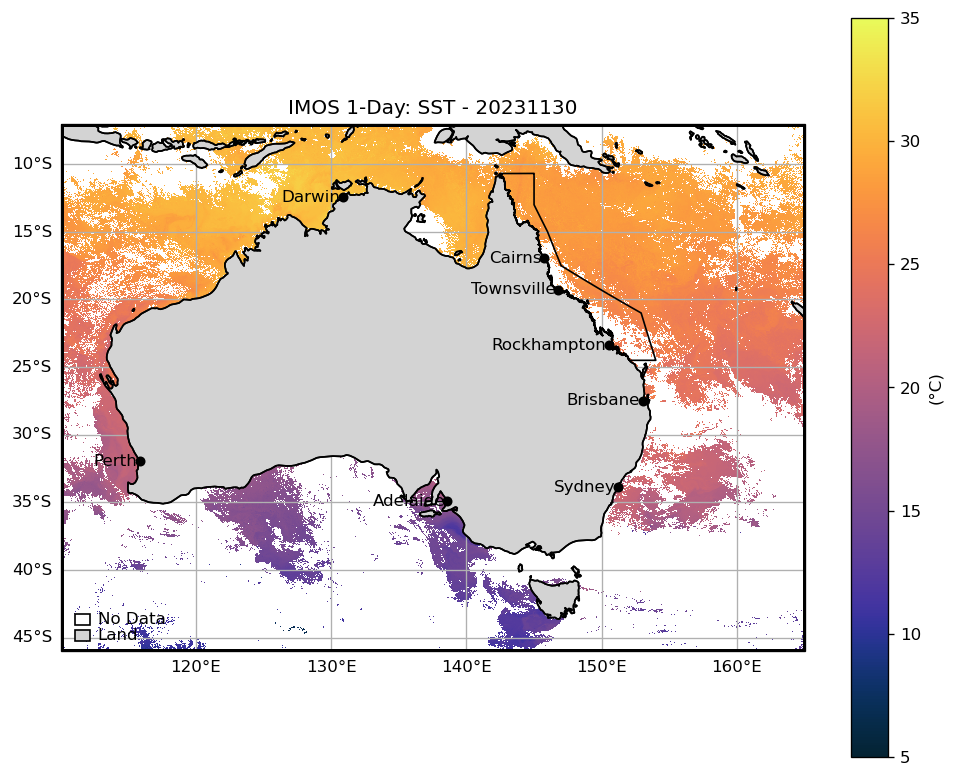 IMOS 1-Day: SST - 20231130
35
30
25
20
15
10
5
(°C)
10°S
15°S
20°S
25°S
30°S
35°S
40°S
45°S
Darwin
Cairns
Townsville
Rockhampton
Brisbane
Perth
Sydney
Adelaide
No Data
Land
120°E 130°E 140°E 150°E 160°E